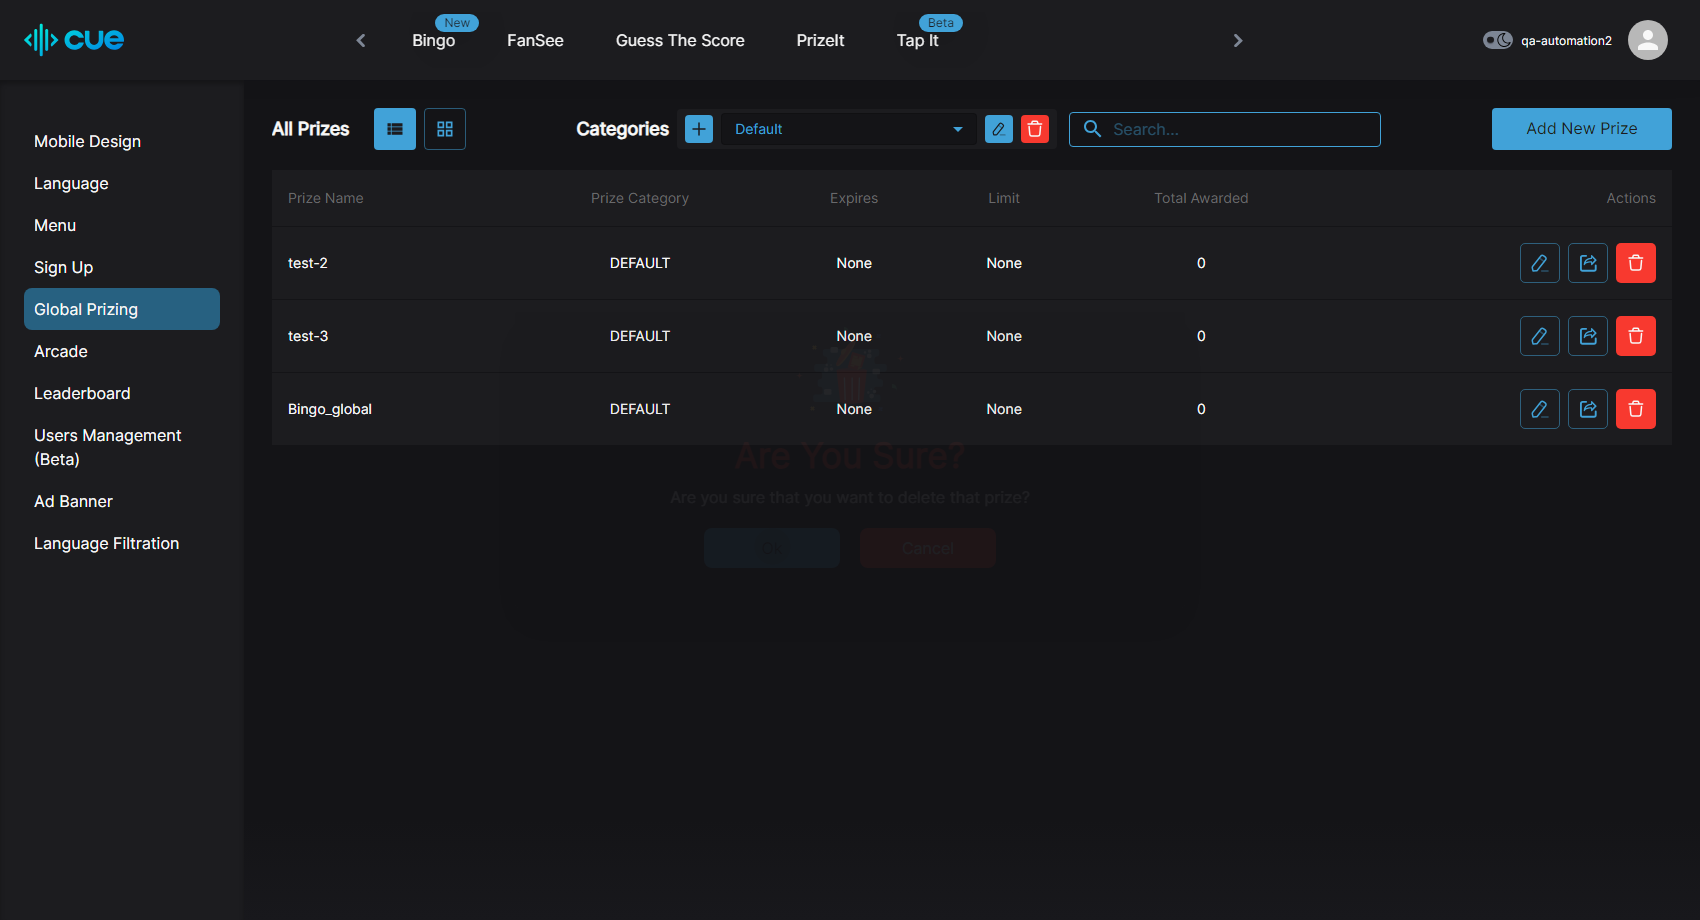 cue
New
Bingo
FanSee
Guess The Score
PrizeIt
Beta
Tap It
qa-automation2
Mobile Design
Language
Menu
Sign Up
Global Prizing
Arcade
Leaderboard
Users Management
(Beta)
Ad Banner
Language Filtration
All Prizes
Categories
Default
Search...
Add New Prize
Prize Name Prize Category Expires Limit Total Awarded Actions
test-2 DEFAULT None None 0
test-3 DEFAULT None None 0
Bingo_global DEFAULT None None 0
Are You Sure?
Are you sure that you want to delete that prize?
Cancel